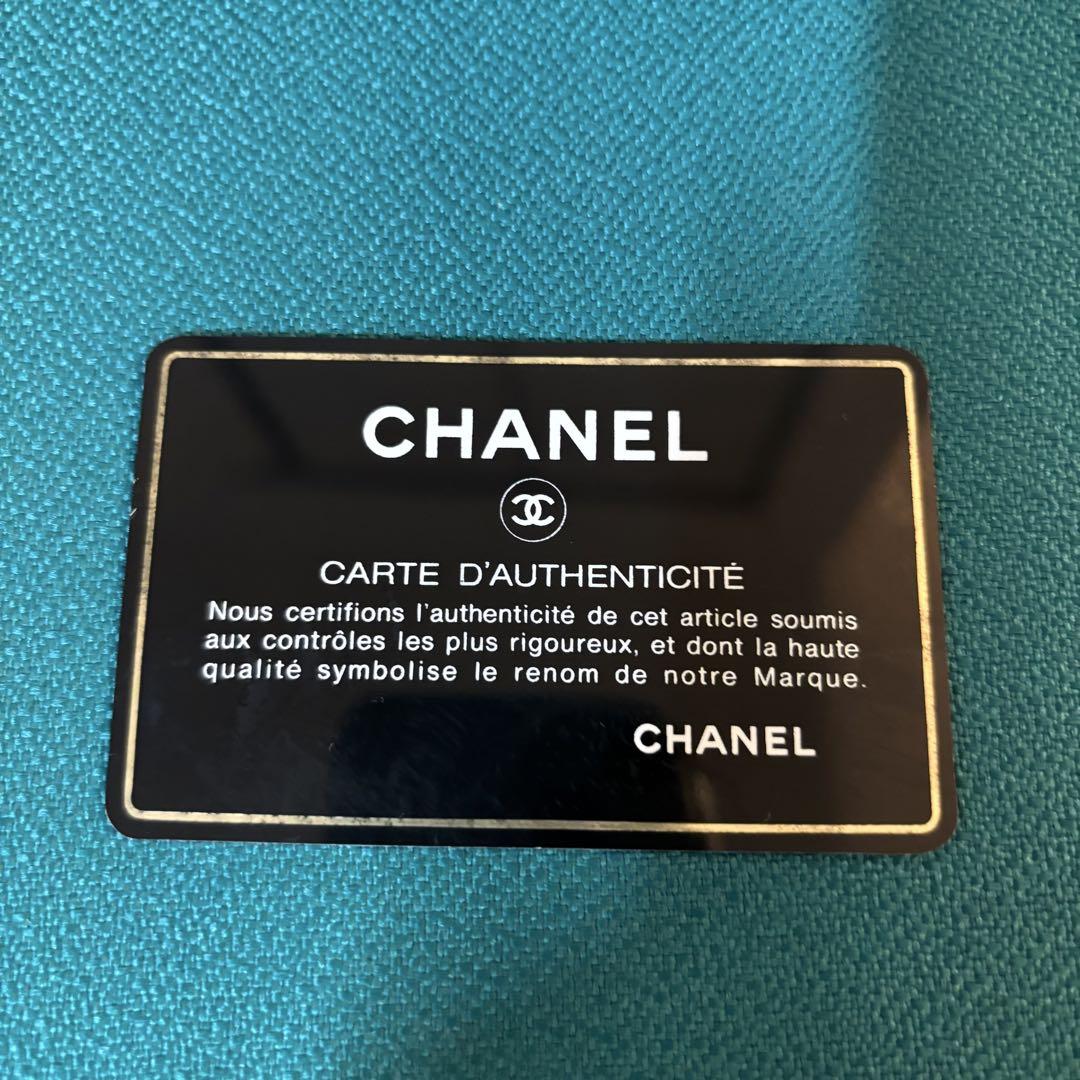 CHANEL
CARTE D'AUTHENTICITÉ
Nous certifions l'authenticité de cet article soumis
aux contrôles les plus rigoureux, et dont la haute
qualité symbolise le renom de notre Marque.
CHANEL